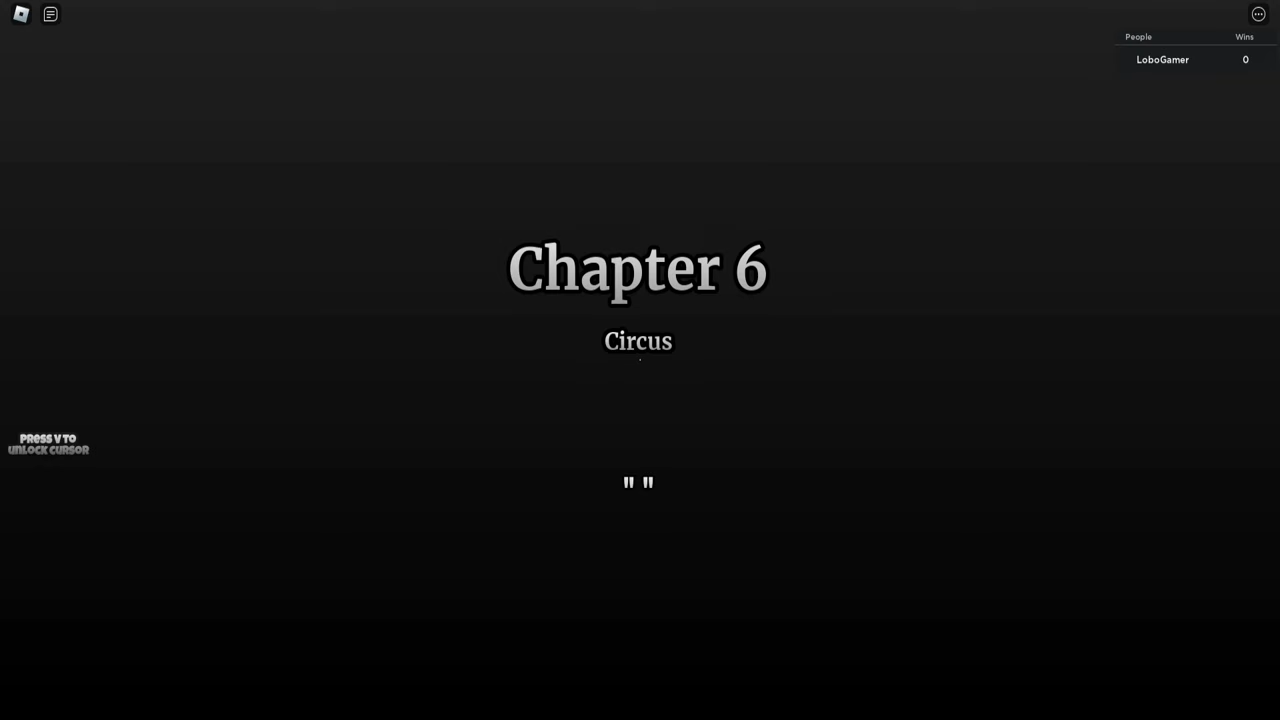 People Wins
LoboGamer 0
Chapter 6
Circus
PRESS V TO
UNLOCK CURSOR
" "